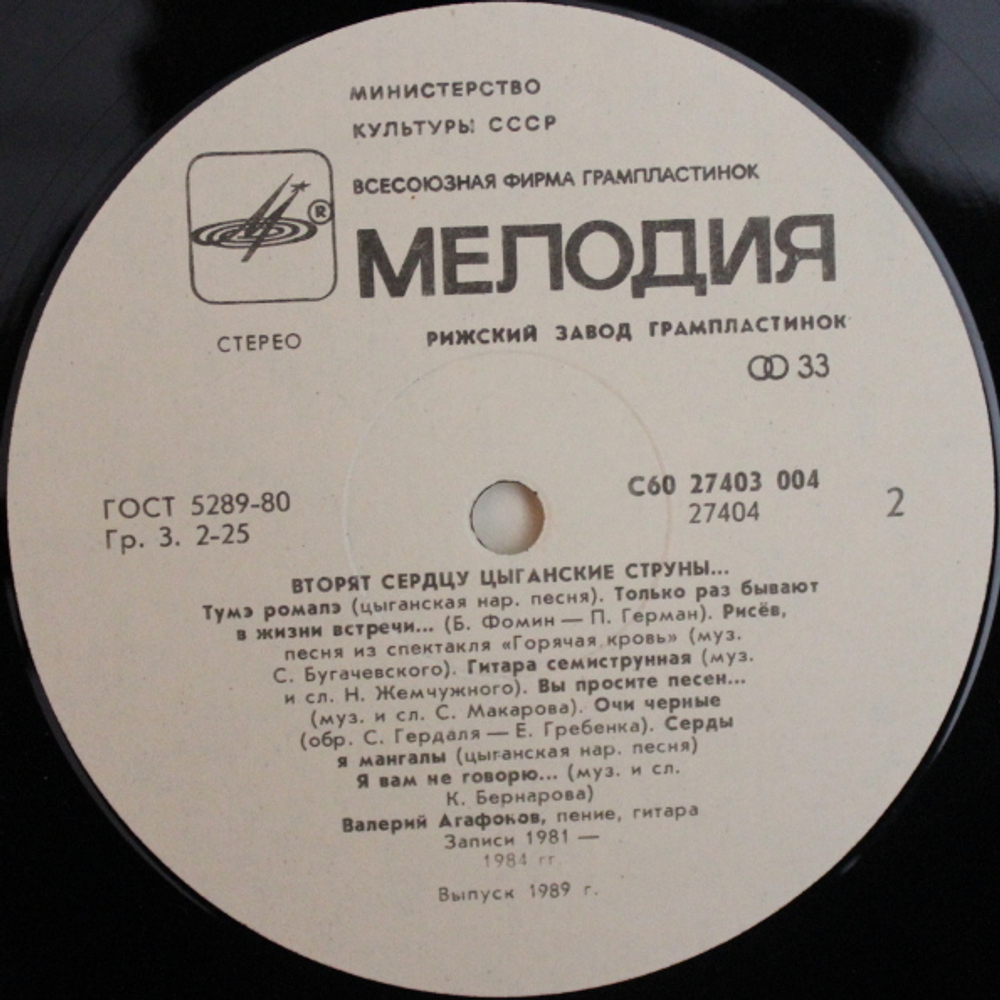 МИНИСТЕРСТВО
КУЛЬТУРЫ СССР
ВСЕСОЮЗНАЯ ФИРМА ГРАМПЛАСТИНОК
®
МЕЛОДИЯ
СТЕРЕО
РИЖСКИЙ ЗАВОД ГРАМПЛАСТИНОК
33
ГОСТ 5289-80
Гр. 3. 2-25
С60 27403 004
27404
2
ВТОРЯТ СЕРДЦУ ЦЫГАНСКИЕ СТРУНЫ...
Тумэ ромалэ (цыганская нар. песня). Только раз бывают
в жизни встречи... (Б. Фомин — П. Герман). Рисёв,
песня из спектакля «Горячая кровь» (муз.
С. Бугачевского). Гитара семиструнная (муз.
и сл. Н. Жемчужного). Вы просите песен...
(муз. и сл. С. Макарова). Очи черные
(обр. С. Гердаля — Е. Гребенка). Серды
я мангалы (цыганская нар. песня)
Я вам не говорю... (муз. и сл.
К. Бернарова)
Валерий Агафонов, пение, гитара
Записи 1981 —
1984 гг.
Выпуск 1989 г.